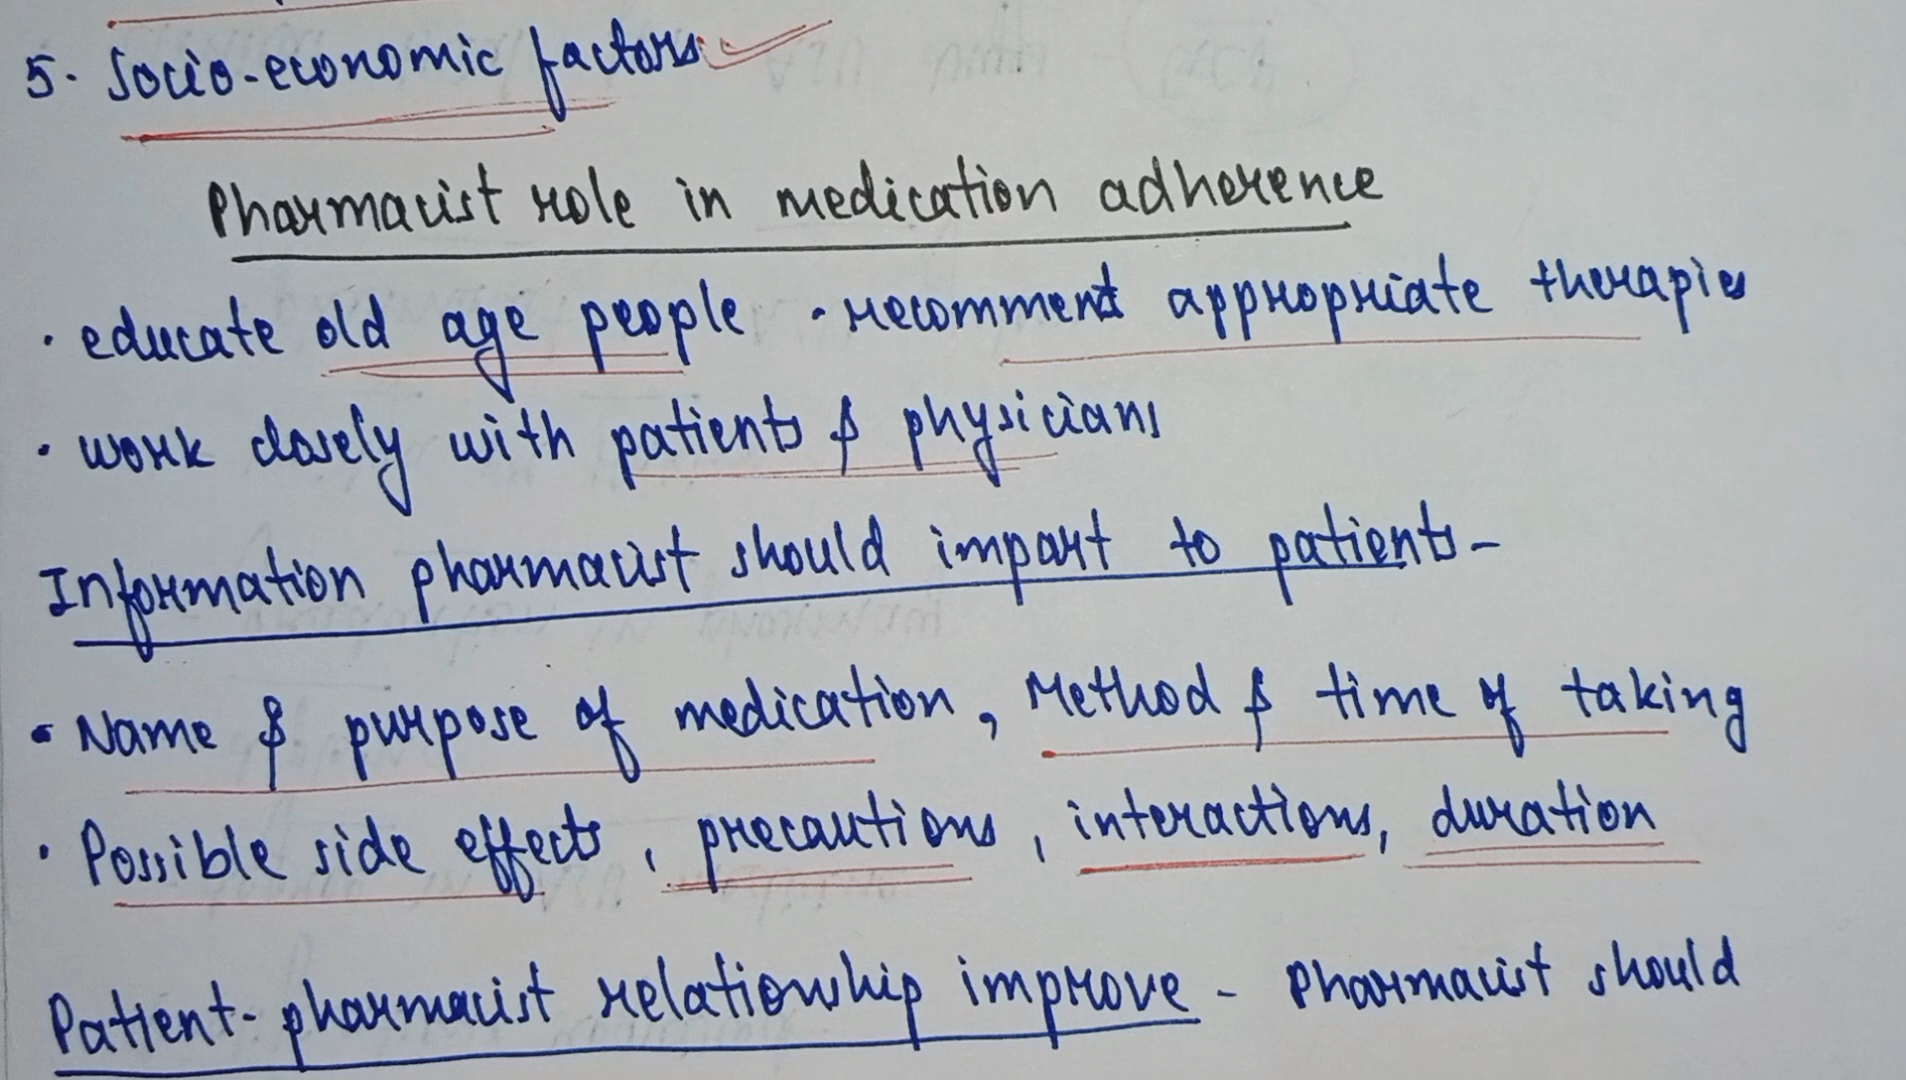 5. Socio-economic factors
Pharmacist role in medication adherence
• educate old age people • recomment appropriate therapies
• work closely with patients & physicians
Information pharmacist should impart to patients-
• Name & purpose of medication, Method & time of taking
• Possible side effects, precautions, interactions, duration
Patient-pharmacist relationship improve - Pharmacist should